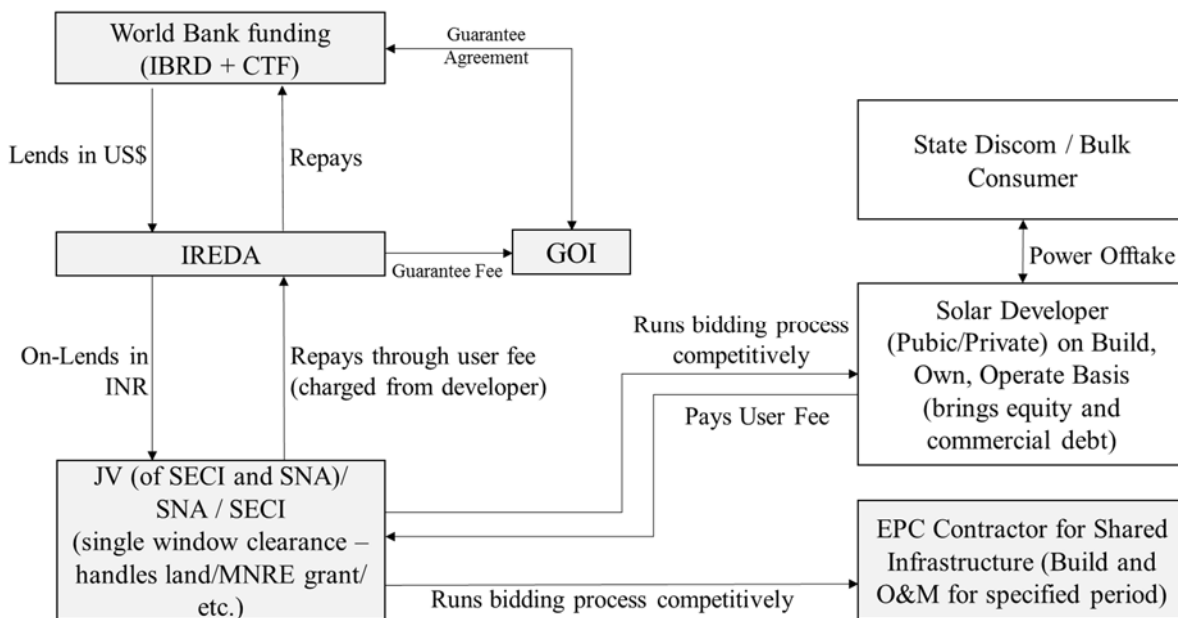 World Bank funding
(IBRD + CTF)
Guarantee
Agreement
Lends in US$
Repays
State Discom / Bulk
Consumer
IREDA
Guarantee Fee
GOI
Power Offtake
On-Lends in
INR
Repays through user fee
(charged from developer)
Runs bidding process
competitively
Pays User Fee
Solar Developer
(Pubic/Private) on Build,
Own, Operate Basis
(brings equity and
commercial debt)
JV (of SECI and SNA)/
SNA / SECI
(single window clearance –
handles land/MNRE grant/
etc.)
Runs bidding process competitively
EPC Contractor for Shared
Infrastructure (Build and
O&M for specified period)